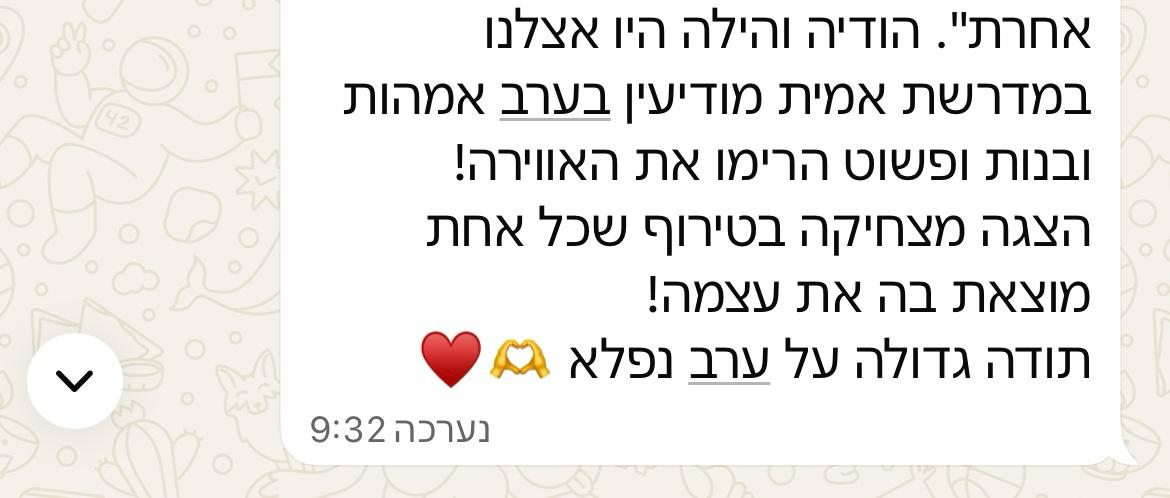 אחרת". הודיה והילה היו אצלנו
במדרשת אמית מודיעין בערב אמהות
ובנות ופשוט הרימו את האווירה!
הצגה מצחיקה בטירוף שכל אחת
מוצאת בה את עצמה!
תודה גדולה על ערב נפלא 🫶❤️
נערכה 9:32
42